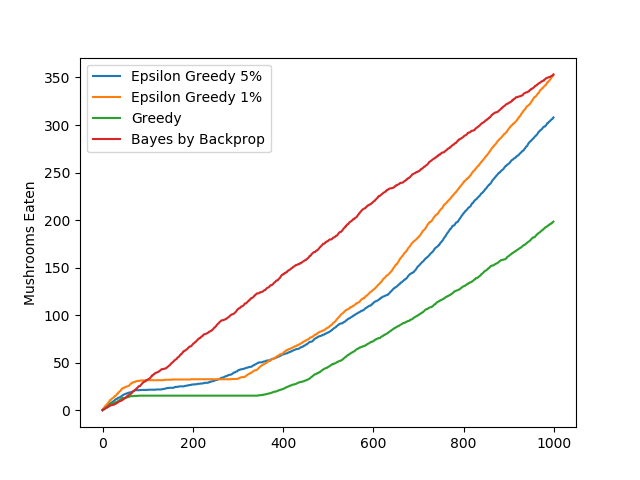 Epsilon Greedy 5%
Epsilon Greedy 1%
Greedy
Bayes by Backprop
Mushrooms Eaten
350
300
250
200
150
100
50
0
0 200 400 600 800 1000